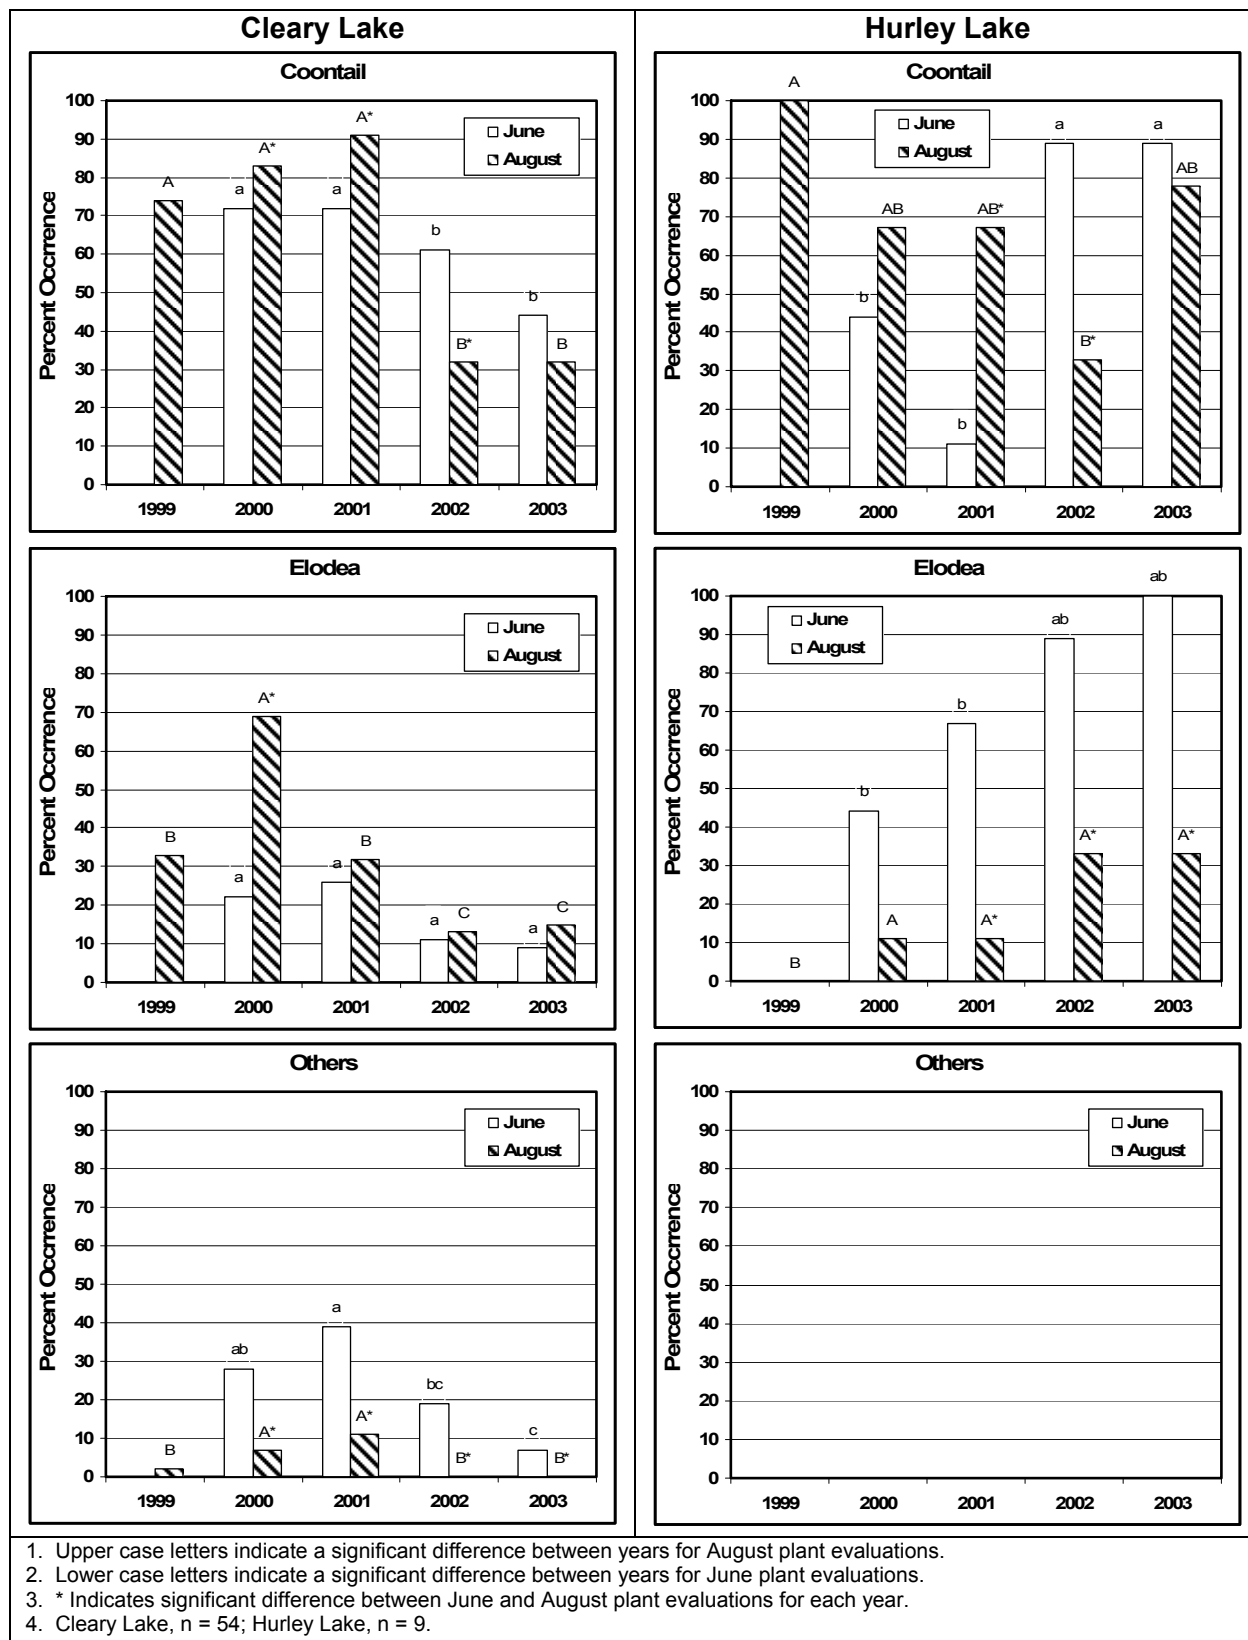 Cleary Lake
Hurley Lake
Coontail
100
90
80
70
60
50
40
30
20
10
0
Percent Occrrence
June
August
A
a
A*
a
A*
b
B*
b
B
1999 2000 2001 2002 2003
Coontail
100
90
80
70
60
50
40
30
20
10
0
Percent Occrrence
June
August
A
b
AB
b
AB*
a
B*
a
AB
1999 2000 2001 2002 2003
Elodea
100
90
80
70
60
50
40
30
20
10
0
Percent Occrrence
June
August
B
a
A*
a
B
a
C
a
C
1999 2000 2001 2002 2003
Elodea
100
90
80
70
60
50
40
30
20
10
0
Percent Occrrence
June
August
B
b
A
b
A*
ab
A*
ab
A*
1999 2000 2001 2002 2003
Others
100
90
80
70
60
50
40
30
20
10
0
Percent Occrrence
June
August
B
ab
A*
a
A*
bc
B*
c
B*
1999 2000 2001 2002 2003
Others
100
90
80
70
60
50
40
30
20
10
0
Percent Occrrence
June
August
1999 2000 2001 2002 2003
1. Upper case letters indicate a significant difference between years for August plant evaluations.
2. Lower case letters indicate a significant difference between years for June plant evaluations.
3. * Indicates significant difference between June and August plant evaluations for each year.
4. Cleary Lake, n = 54; Hurley Lake, n = 9.